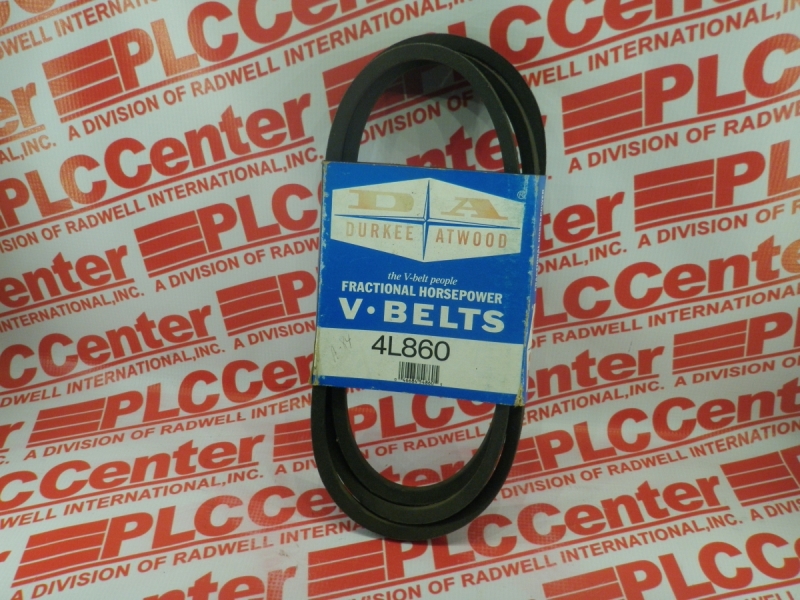 D A
®
DURKEE ATWOOD
the V-belt people
FRACTIONAL HORSEPOWER
V·BELTS
4L860
PLCCenter
A DIVISION OF RADWELL INTERNATIONAL,INC.